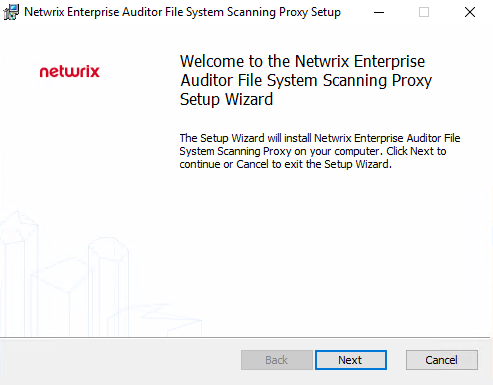 Netwrix Enterprise Auditor File System Scanning Proxy Setup
netwrix
Welcome to the Netwrix Enterprise
Auditor File System Scanning Proxy
Setup Wizard
The Setup Wizard will install Netwrix Enterprise Auditor File
System Scanning Proxy on your computer. Click Next to
continue or Cancel to exit the Setup Wizard.
Back
Next
Cancel